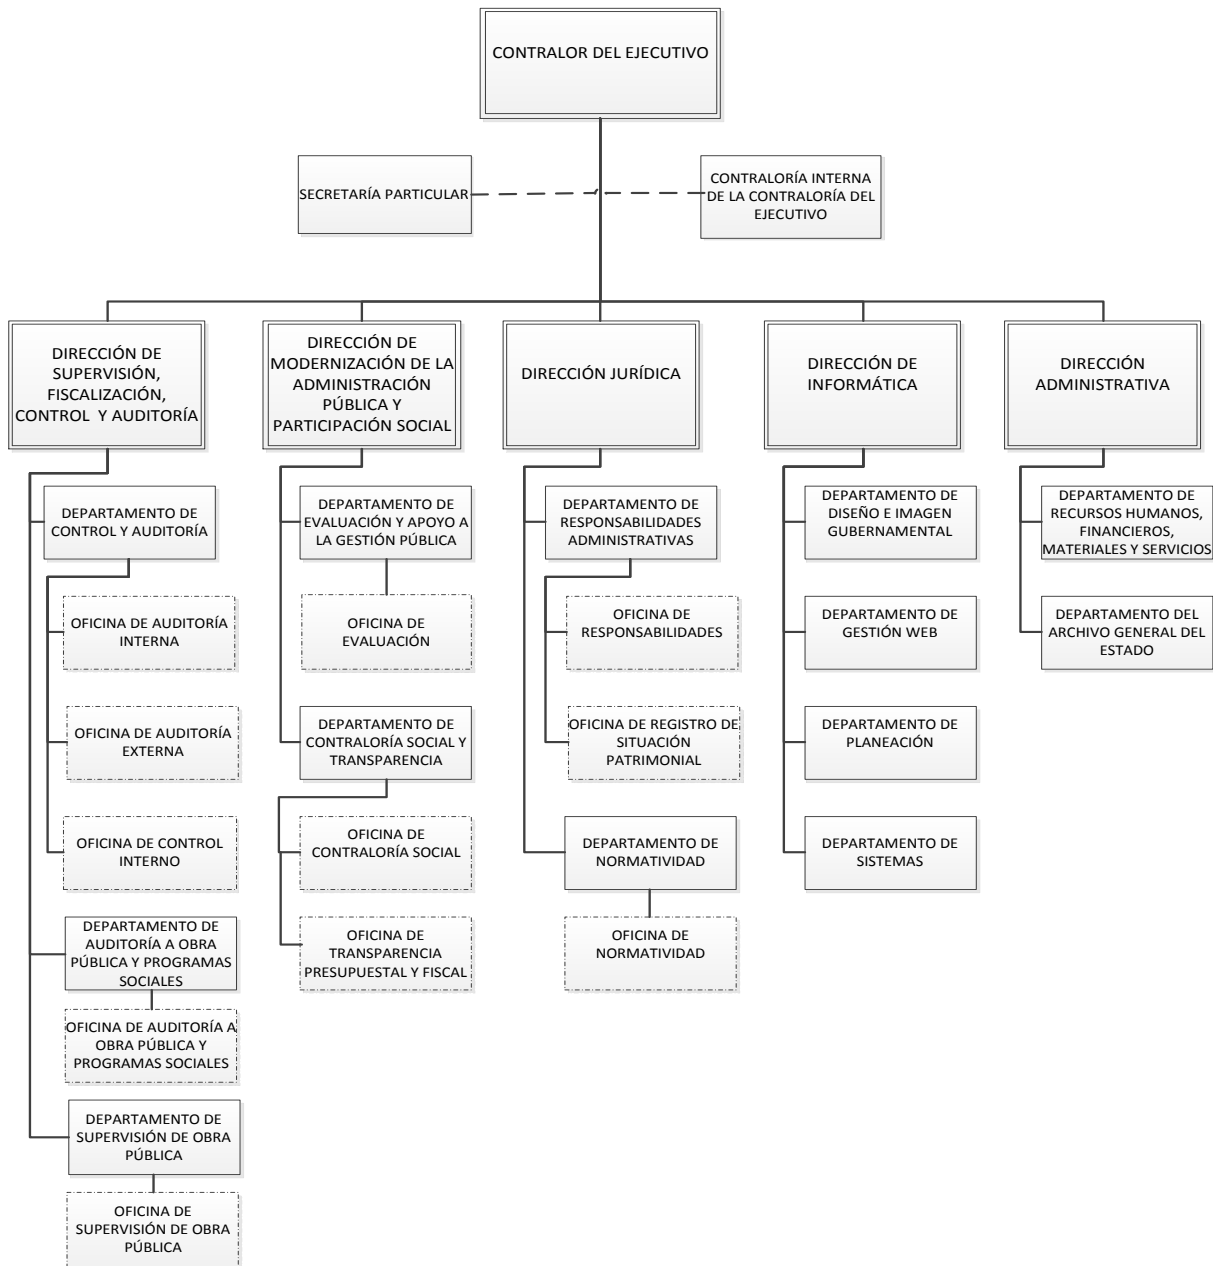 CONTRALOR DEL EJECUTIVO
SECRETARÍA PARTICULAR
CONTRALORÍA INTERNA
DE LA CONTRALORÍA DEL
EJECUTIVO
DIRECCIÓN DE
SUPERVISIÓN,
FISCALIZACIÓN,
CONTROL Y AUDITORÍA
DIRECCIÓN DE
MODERNIZACIÓN DE LA
ADMINISTRACIÓN
PÚBLICA Y
PARTICIPACIÓN SOCIAL
DIRECCIÓN JURÍDICA
DIRECCIÓN DE
INFORMÁTICA
DIRECCIÓN
ADMINISTRATIVA
DEPARTAMENTO DE
CONTROL Y AUDITORÍA
OFICINA DE AUDITORÍA
INTERNA
OFICINA DE AUDITORÍA
EXTERNA
OFICINA DE CONTROL
INTERNO
DEPARTAMENTO DE
AUDITORÍA A OBRA
PÚBLICA Y PROGRAMAS
SOCIALES
OFICINA DE AUDITORÍA A
OBRA PÚBLICA Y
PROGRAMAS SOCIALES
DEPARTAMENTO DE
SUPERVISIÓN DE OBRA
PÚBLICA
OFICINA DE
SUPERVISIÓN DE OBRA
PÚBLICA
DEPARTAMENTO DE
EVALUACIÓN Y APOYO A
LA GESTIÓN PÚBLICA
OFICINA DE
EVALUACIÓN
DEPARTAMENTO DE
CONTRALORÍA SOCIAL Y
TRANSPARENCIA
OFICINA DE
CONTRALORÍA SOCIAL
OFICINA DE
TRANSPARENCIA
PRESUPUESTAL Y FISCAL
DEPARTAMENTO DE
RESPONSABILIDADES
ADMINISTRATIVAS
OFICINA DE
RESPONSABILIDADES
OFICINA DE REGISTRO DE
SITUACIÓN
PATRIMONIAL
DEPARTAMENTO DE
NORMATIVIDAD
OFICINA DE
NORMATIVIDAD
DEPARTAMENTO DE
DISEÑO E IMAGEN
GUBERNAMENTAL
DEPARTAMENTO DE
GESTIÓN WEB
DEPARTAMENTO DE
PLANEACIÓN
DEPARTAMENTO DE
SISTEMAS
DEPARTAMENTO DE
RECURSOS HUMANOS,
FINANCIEROS,
MATERIALES Y SERVICIOS
DEPARTAMENTO DEL
ARCHIVO GENERAL DEL
ESTADO